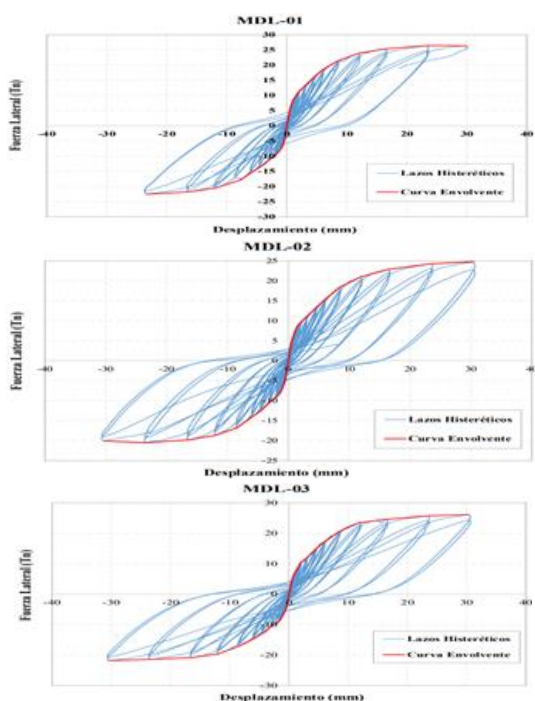 MDL-01
Fuerza Lateral (Tn)
30
25
20
15
10
5
0
-5
-10
-15
-20
-25
-30
-40 -30 -20 -10 0 10 20 30 40
Lazos Histeréticos
Curva Envolvente
Desplazamiento (mm)
MDL-02
Fuerza Lateral (Tn)
25
20
15
10
5
0
-5
-10
-15
-20
-25
-40 -30 -20 -10 0 10 20 30 40
Lazos Histeréticos
Curva Envolvente
Desplazamiento (mm)
MDL-03
Fuerza Lateral (Tn)
30
20
10
0
-10
-20
-30
-40 -30 -20 -10 0 10 20 30 40
Lazos Histeréticos
Curva Envolvente
Desplazamiento (mm)